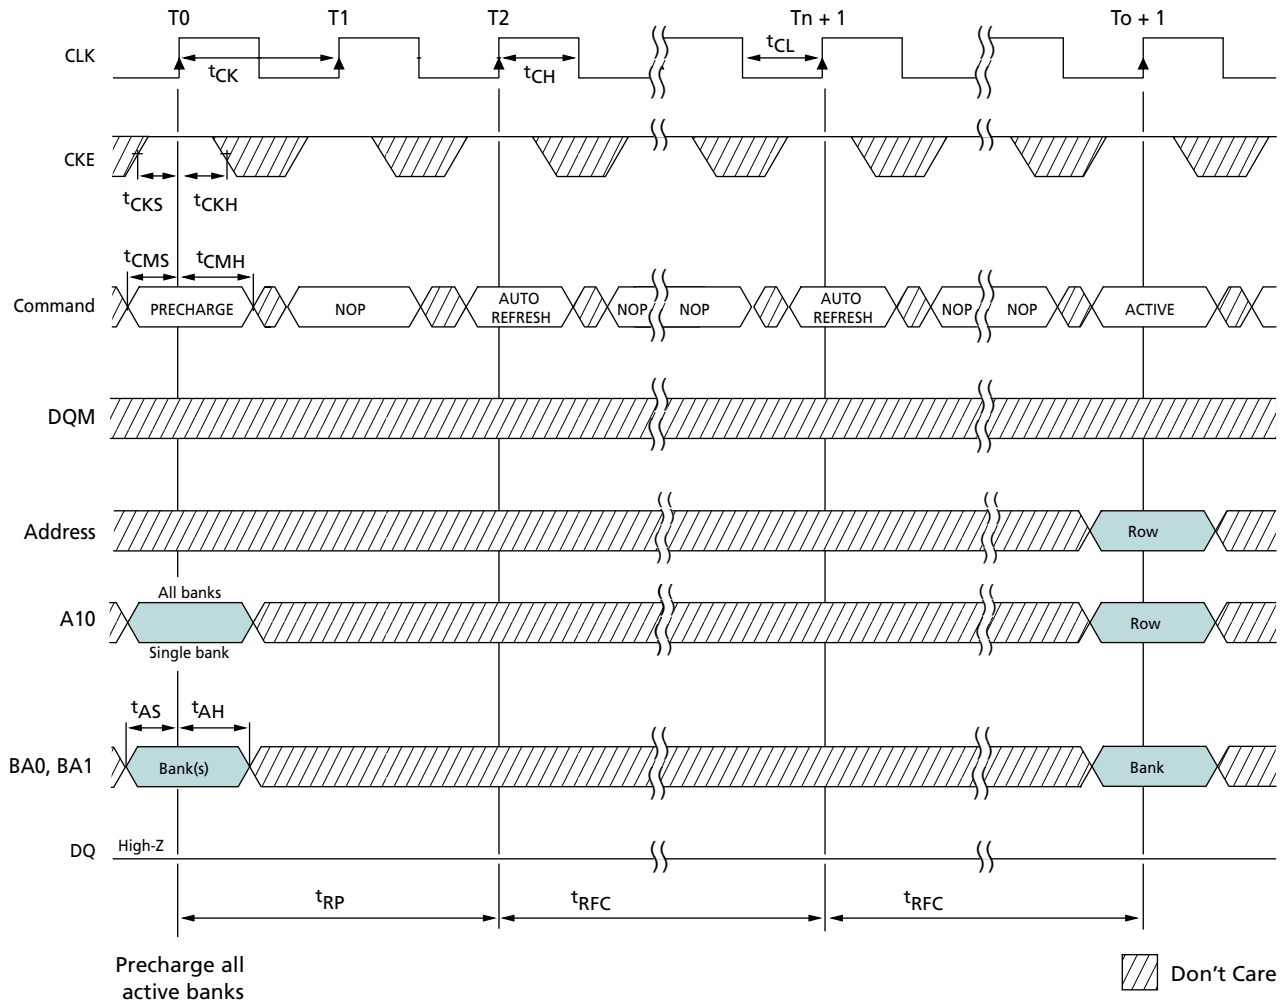 T0 T1 T2 Tn + 1 To + 1
CLK
tCK tCH tCL
CKE
tCKS tCKH
tCMS tCMH
Command PRECHARGE NOP AUTO REFRESH NOP NOP AUTO REFRESH NOP NOP ACTIVE
DQM
Address Row
All banks
A10 Row
Single bank
tAS tAH
BA0, BA1 Bank(s) Bank
DQ High-Z
tRP tRFC tRFC
Precharge all
active banks
Don't Care